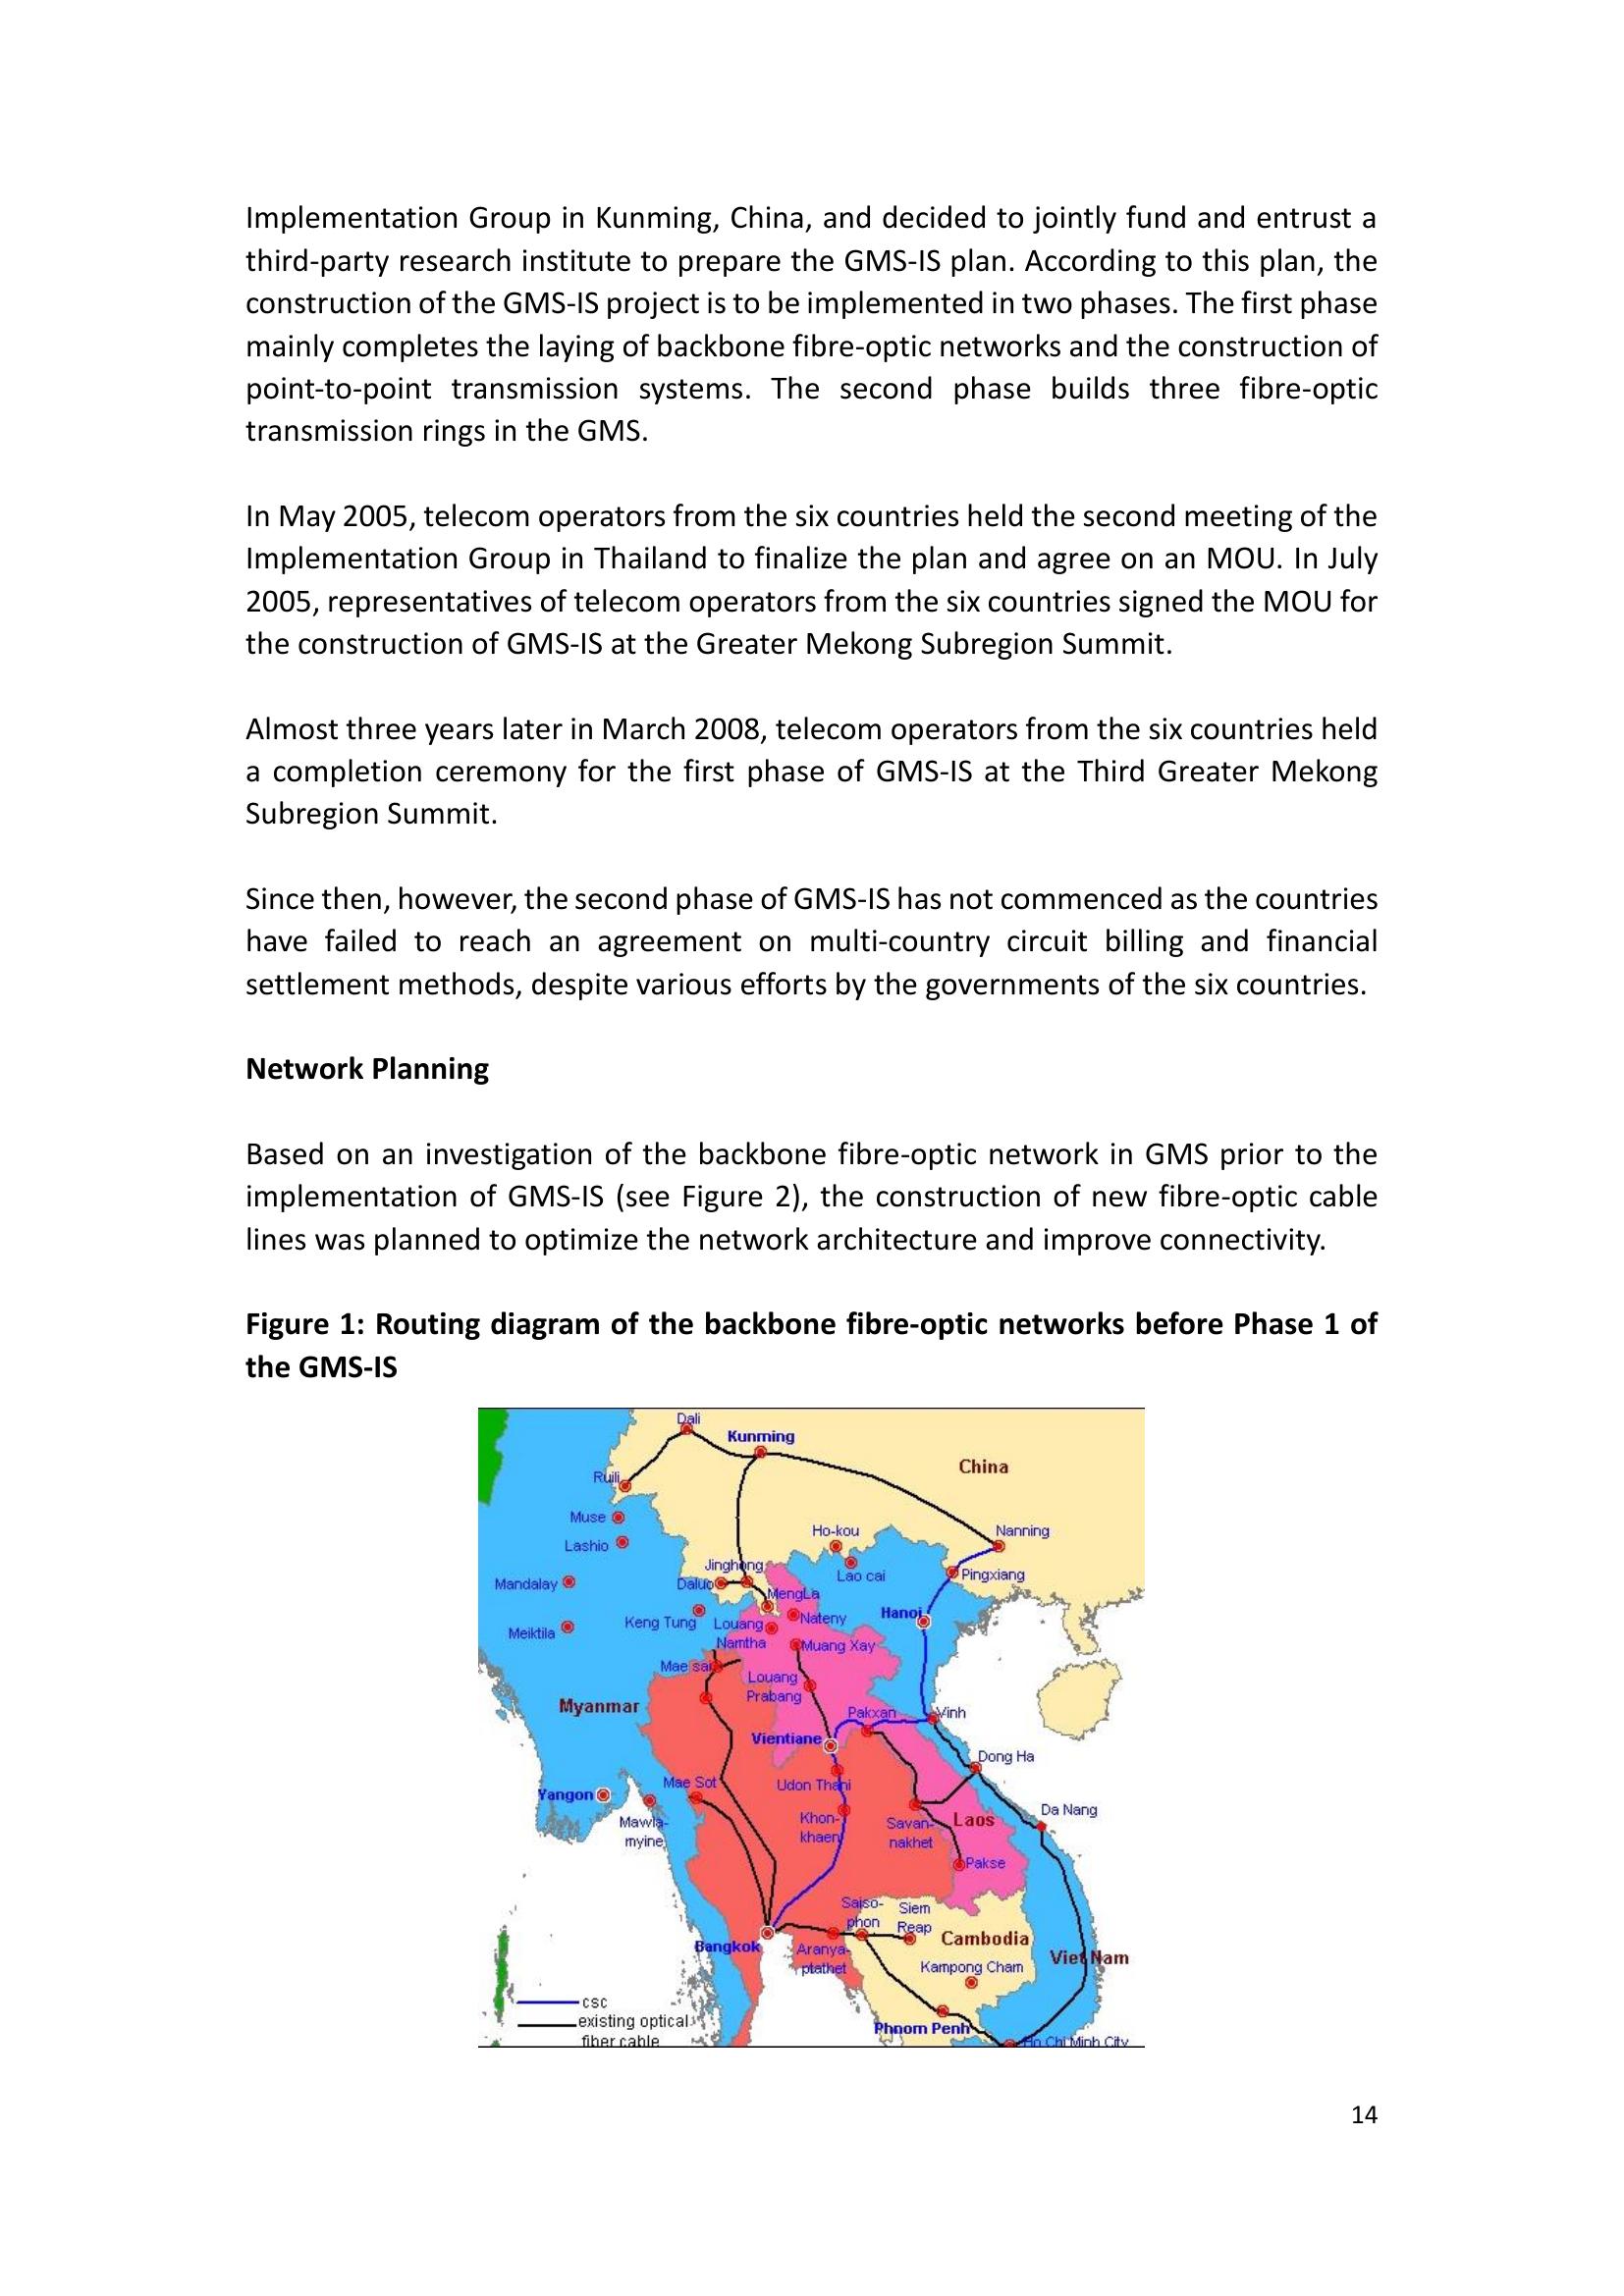 Implementation Group in Kunming, China, and decided to jointly fund and entrust a
third-party research institute to prepare the GMS-IS plan. According to this plan, the
construction of the GMS-IS project is to be implemented in two phases. The first phase
mainly completes the laying of backbone fibre-optic networks and the construction of
point-to-point transmission systems. The second phase builds three fibre-optic
transmission rings in the GMS.
In May 2005, telecom operators from the six countries held the second meeting of the
Implementation Group in Thailand to finalize the plan and agree on an MOU. In July
2005, representatives of telecom operators from the six countries signed the MOU for
the construction of GMS-IS at the Greater Mekong Subregion Summit.
Almost three years later in March 2008, telecom operators from the six countries held
a completion ceremony for the first phase of GMS-IS at the Third Greater Mekong
Subregion Summit.
Since then, however, the second phase of GMS-IS has not commenced as the countries
have failed to reach an agreement on multi-country circuit billing and financial
settlement methods, despite various efforts by the governments of the six countries.
Network Planning
Based on an investigation of the backbone fibre-optic network in GMS prior to the
implementation of GMS-IS (see Figure 2), the construction of new fibre-optic cable
lines was planned to optimize the network architecture and improve connectivity.
Figure 1: Routing diagram of the backbone fibre-optic networks before Phase 1 of
the GMS-IS
Dali
Kunming
China
Ruili
Muse
Lashio
Ho-kou
Nanning
Jinghong
Lao cai
Pingxiang
Mandalay
Daluo
MengLa
Keng Tung
Louang
Namtha
Nateny
Hanoi
Meiktila
Muang Xay
Mae sai
Louang
Prabang
Myanmar
Pakxan
Vinh
Vientiane
Dong Ha
Udon Thani
Mae Sot
Yangon
Mawla-
myine
Khon-
khaen
Savan-
nakhet
Laos
Da Nang
Pakse
Saiso-
phon
Siem
Reap
Bangkok
Aranya-
ptathet
Cambodia
Kampong Cham
Viet Nam
Phnom Penh
Ho Chi Minh City
csc
existing optical
fiber cable
14